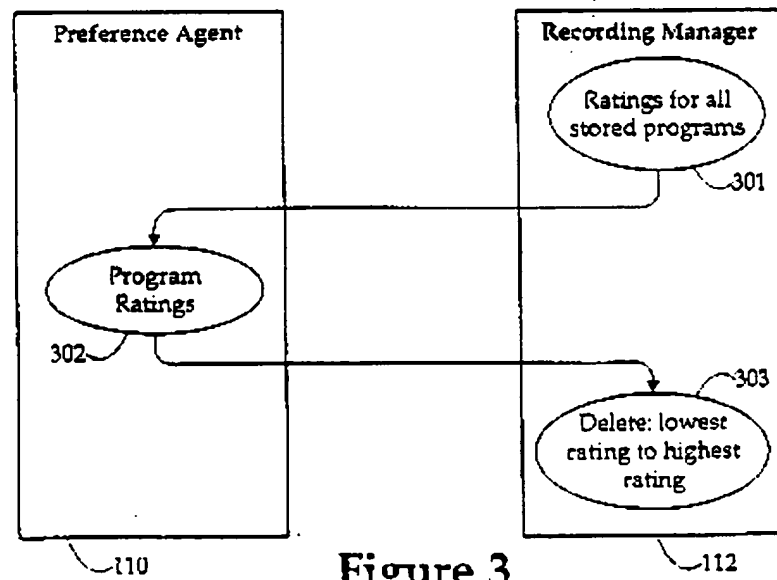 Preference Agent
Recording Manager
Ratings for all
stored programs
301
Program
Ratings
302
303
Delete: lowest
rating to highest
rating
110
112
Figure 3